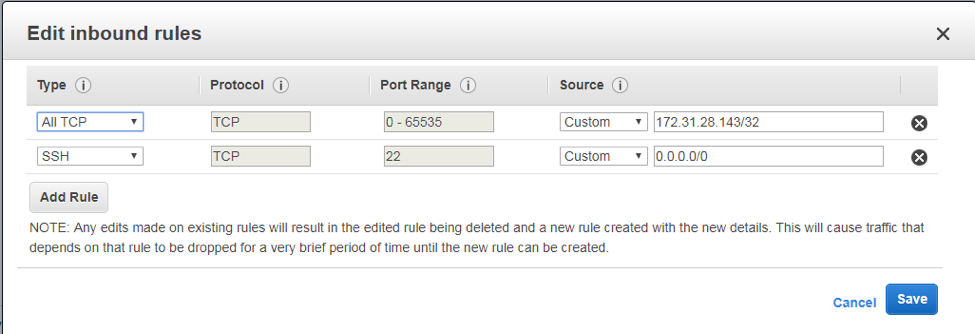 Edit inbound rules
Type Protocol Port Range Source
All TCP TCP 0 - 65535 Custom 172.31.28.143/32
SSH TCP 22 Custom 0.0.0.0/0
Add Rule
NOTE: Any edits made on existing rules will result in the edited rule being deleted and a new rule created with the new details. This will cause traffic that
depends on that rule to be dropped for a very brief period of time until the new rule can be created.
Cancel Save